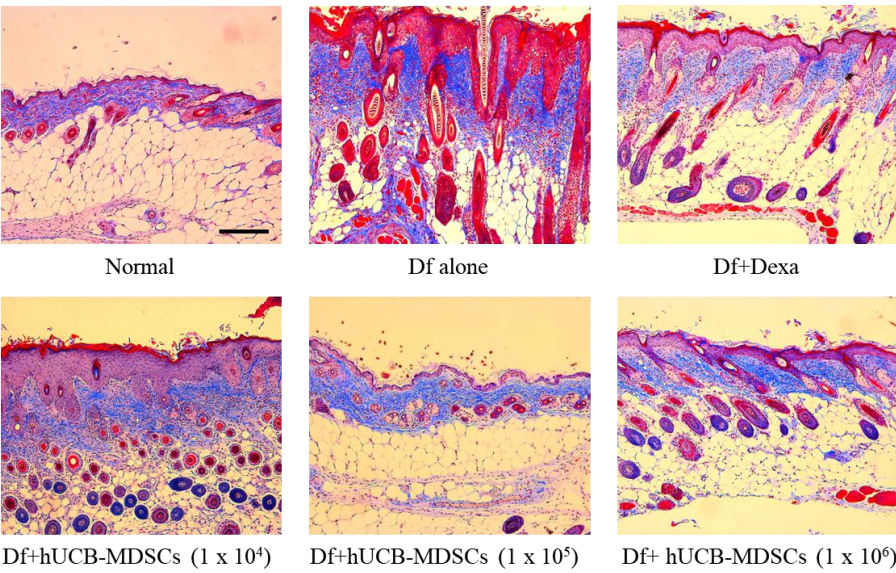 Normal
Df alone
Df+Dexa
Df+hUCB-MDSCs (1 x 10⁴)
Df+hUCB-MDSCs (1 x 10⁵)
Df+ hUCB-MDSCs (1 x 10⁶)